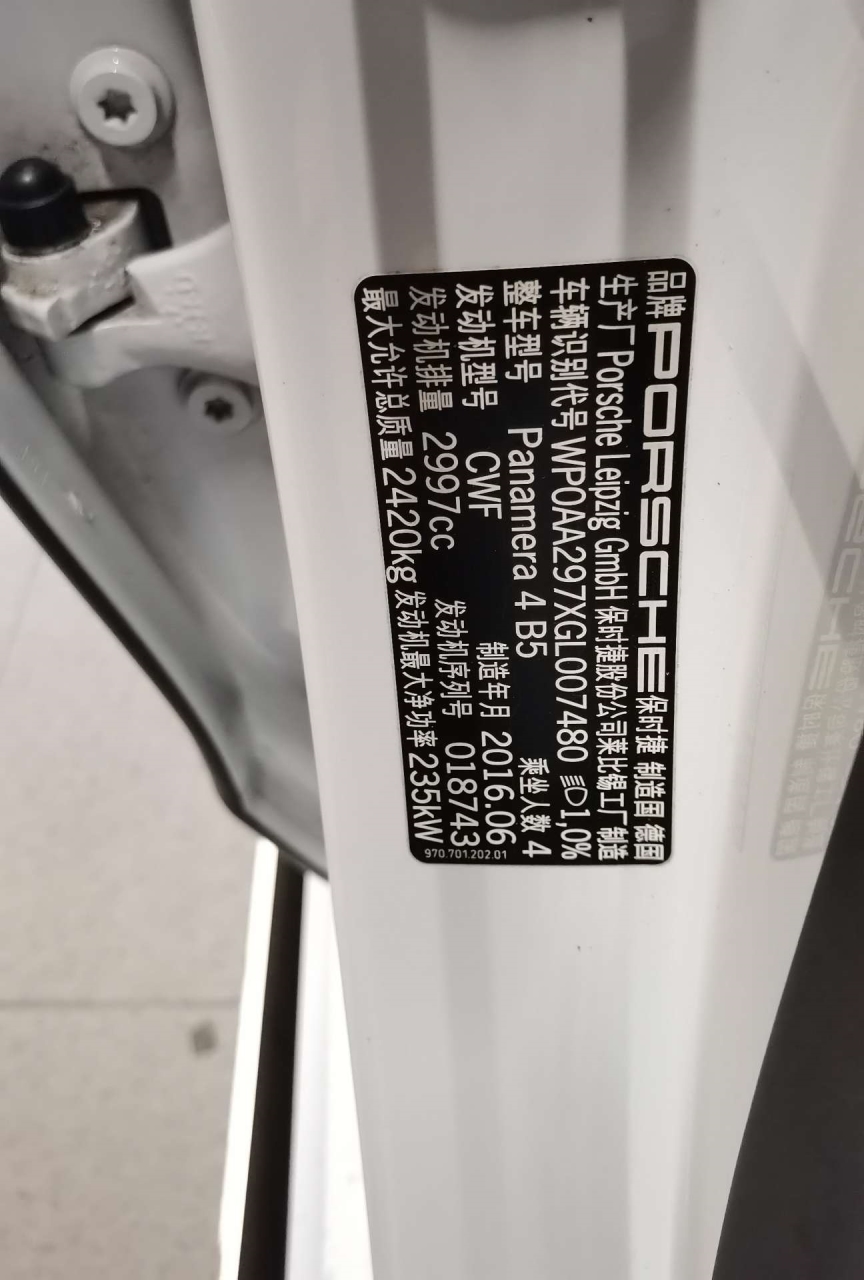 品牌 PORSCHE 保时捷 制造国 德国
生产厂 Porsche Leipzig GmbH 保时捷股份公司莱比锡工厂制造
车辆识别代号 WP0AA297XGL007480 1,0%
整车型号 Panamera 4 B5 乘坐人数 4
发动机型号 CWF 制造年月 2016.06
发动机排量 2997cc 发动机序列号 018743
最大允许总质量 2420kg 发动机最大净功率 235kW
970.701.202.01